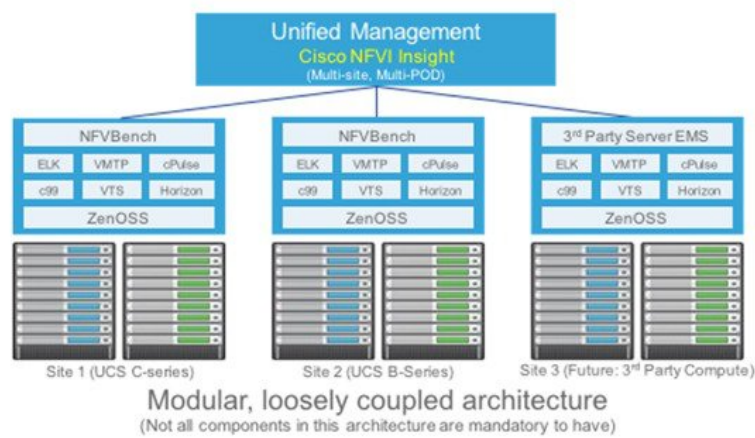 Unified Management
Cisco NFVI Insight
(Multi-site, Multi-POD)
NFVBench
ELK VMTP cPulse
c99 VTS Horizon
ZenOSS
NFVBench
ELK VMTP cPulse
c99 VTS Horizon
ZenOSS
3rd Party Server EMS
ELK VMTP cPulse
c99 VTS Horizon
ZenOSS
Site 1 (UCS C-series)
Site 2 (UCS B-Series)
Site 3 (Future: 3rd Party Compute)
Modular, loosely coupled architecture
(Not all components in this architecture are mandatory to have)